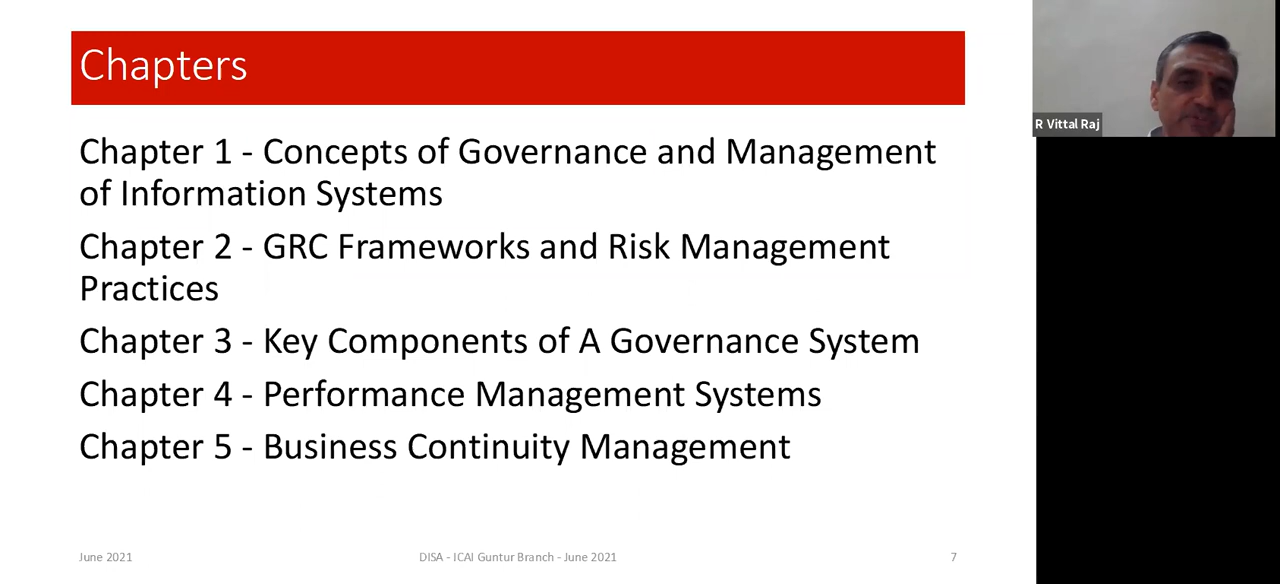 Chapters
Chapter 1 - Concepts of Governance and Management
of Information Systems
Chapter 2 - GRC Frameworks and Risk Management
Practices
Chapter 3 - Key Components of A Governance System
Chapter 4 - Performance Management Systems
Chapter 5 - Business Continuity Management
June 2021
DISA - ICAI Guntur Branch - June 2021
7
R Vittal Raj